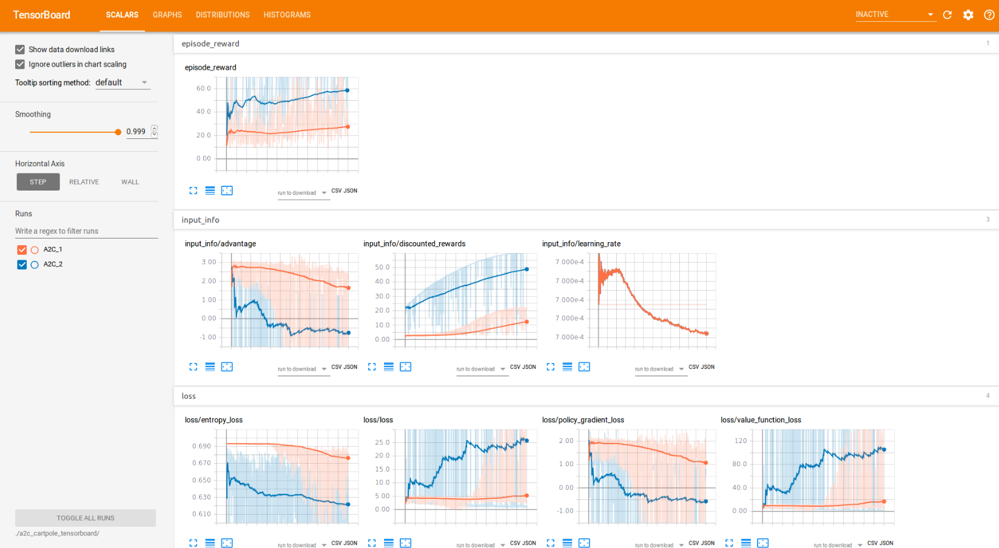 TensorBoard
SCALARS GRAPHS DISTRIBUTIONS HISTOGRAMS
INACTIVE
Show data download links
Ignore outliers in chart scaling
Tooltip sorting method: default
Smoothing
0.999
Horizontal Axis
STEP RELATIVE WALL
Runs
Write a regex to filter runs
A2C_1
A2C_2
TOGGLE ALL RUNS
./a2c_cartpole_tensorboard/
episode_reward 1
episode_reward
60.0
40.0
20.0
0.00
run to download CSV JSON
input_info 3
input_info/advantage
3.00
2.00
1.00
0.00
-1.00
run to download CSV JSON
input_info/discounted_rewards
50.0
40.0
30.0
20.0
10.0
0.00
run to download CSV JSON
input_info/learning_rate
7.000e-4
7.000e-4
7.000e-4
7.000e-4
7.000e-4
run to download CSV JSON
loss 4
loss/entropy_loss
0.690
0.670
0.650
0.630
0.610
run to download CSV JSON
loss/loss
25.0
20.0
15.0
10.0
5.00
0.00
run to download CSV JSON
loss/policy_gradient_loss
2.00
1.00
0.00
-1.00
run to download CSV JSON
loss/value_function_loss
120
80.0
40.0
0.00
run to download CSV JSON